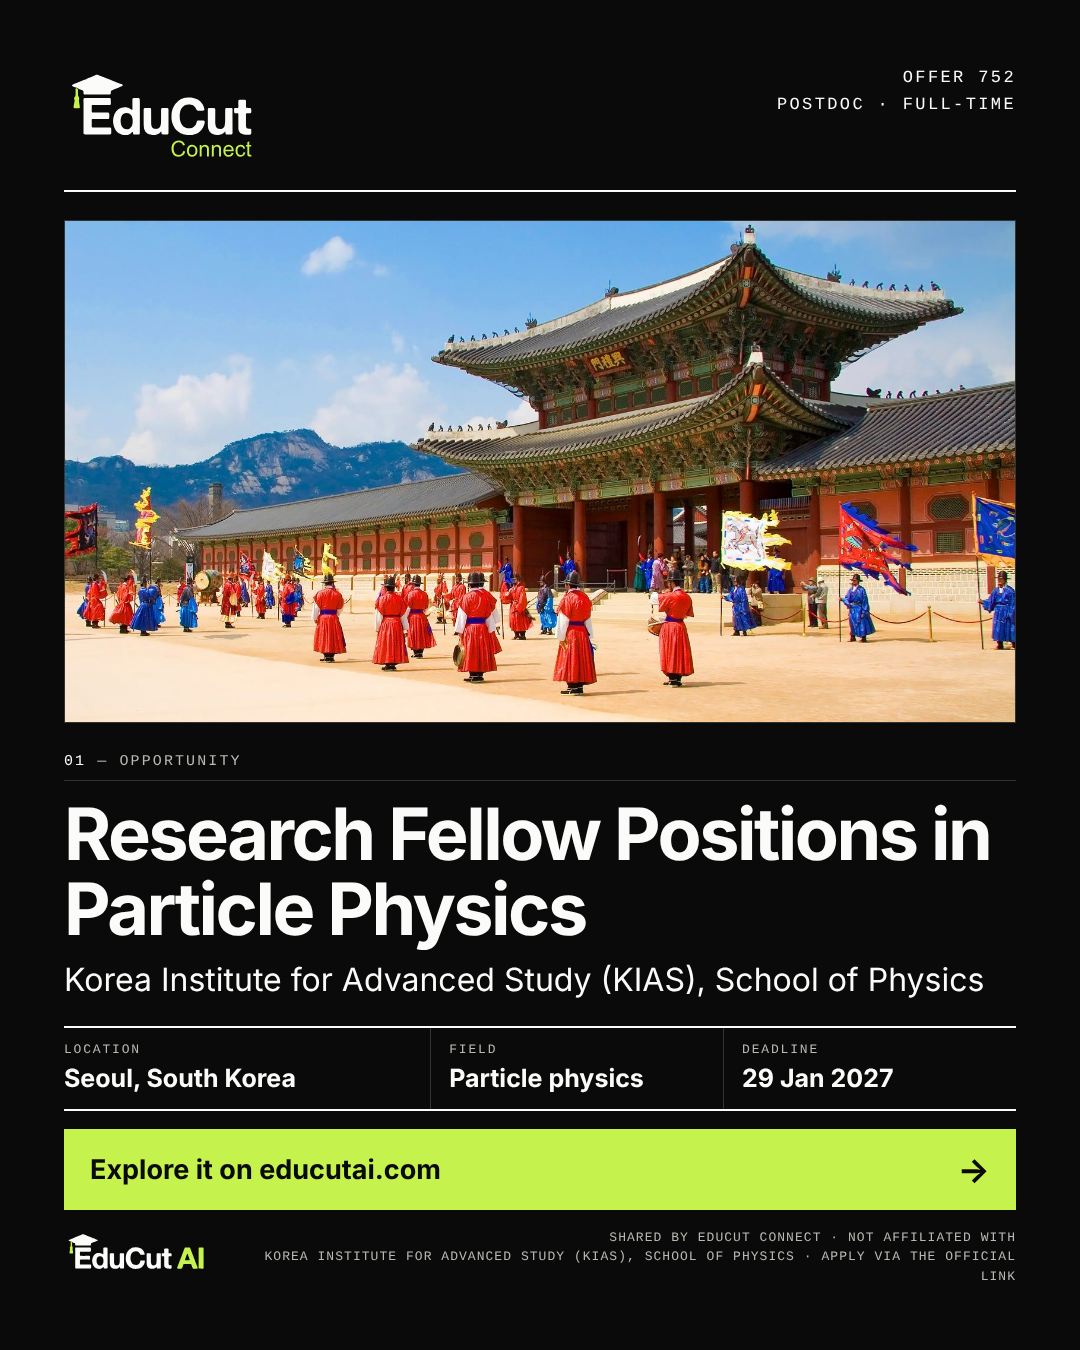 EduCut
Connect
OFFER 752
POSTDOC · FULL-TIME
興禮門
01 — OPPORTUNITY
Research Fellow Positions in
Particle Physics
Korea Institute for Advanced Study (KIAS), School of Physics
LOCATION
Seoul, South Korea
FIELD
Particle physics
DEADLINE
29 Jan 2027
Explore it on educutai.com
→
EduCut AI
SHARED BY EDUCUT CONNECT · NOT AFFILIATED WITH
KOREA INSTITUTE FOR ADVANCED STUDY (KIAS), SCHOOL OF PHYSICS · APPLY VIA THE OFFICIAL
LINK